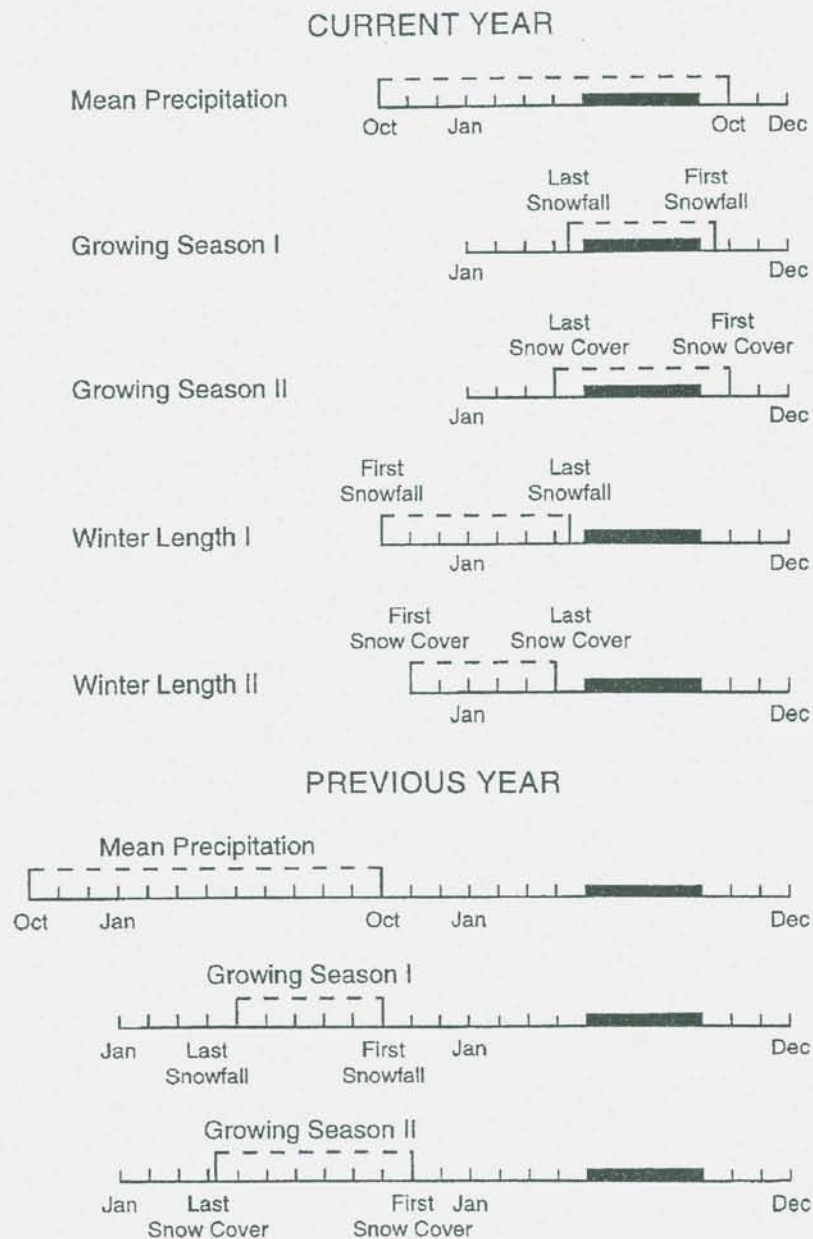 CURRENT YEAR
Mean Precipitation
Oct Jan Oct Dec
Last First
Snowfall Snowfall
Growing Season I
Jan Dec
Last First
Snow Cover Snow Cover
Growing Season II
Jan Dec
First Last
Snowfall Snowfall
Winter Length I
Jan Dec
First Last
Snow Cover Snow Cover
Winter Length II
Jan Dec
PREVIOUS YEAR
Mean Precipitation
Oct Jan Oct Jan Dec
Growing Season I
Jan Last First Jan Dec
Snowfall Snowfall
Growing Season II
Jan Last First Jan Dec
Snow Cover Snow Cover